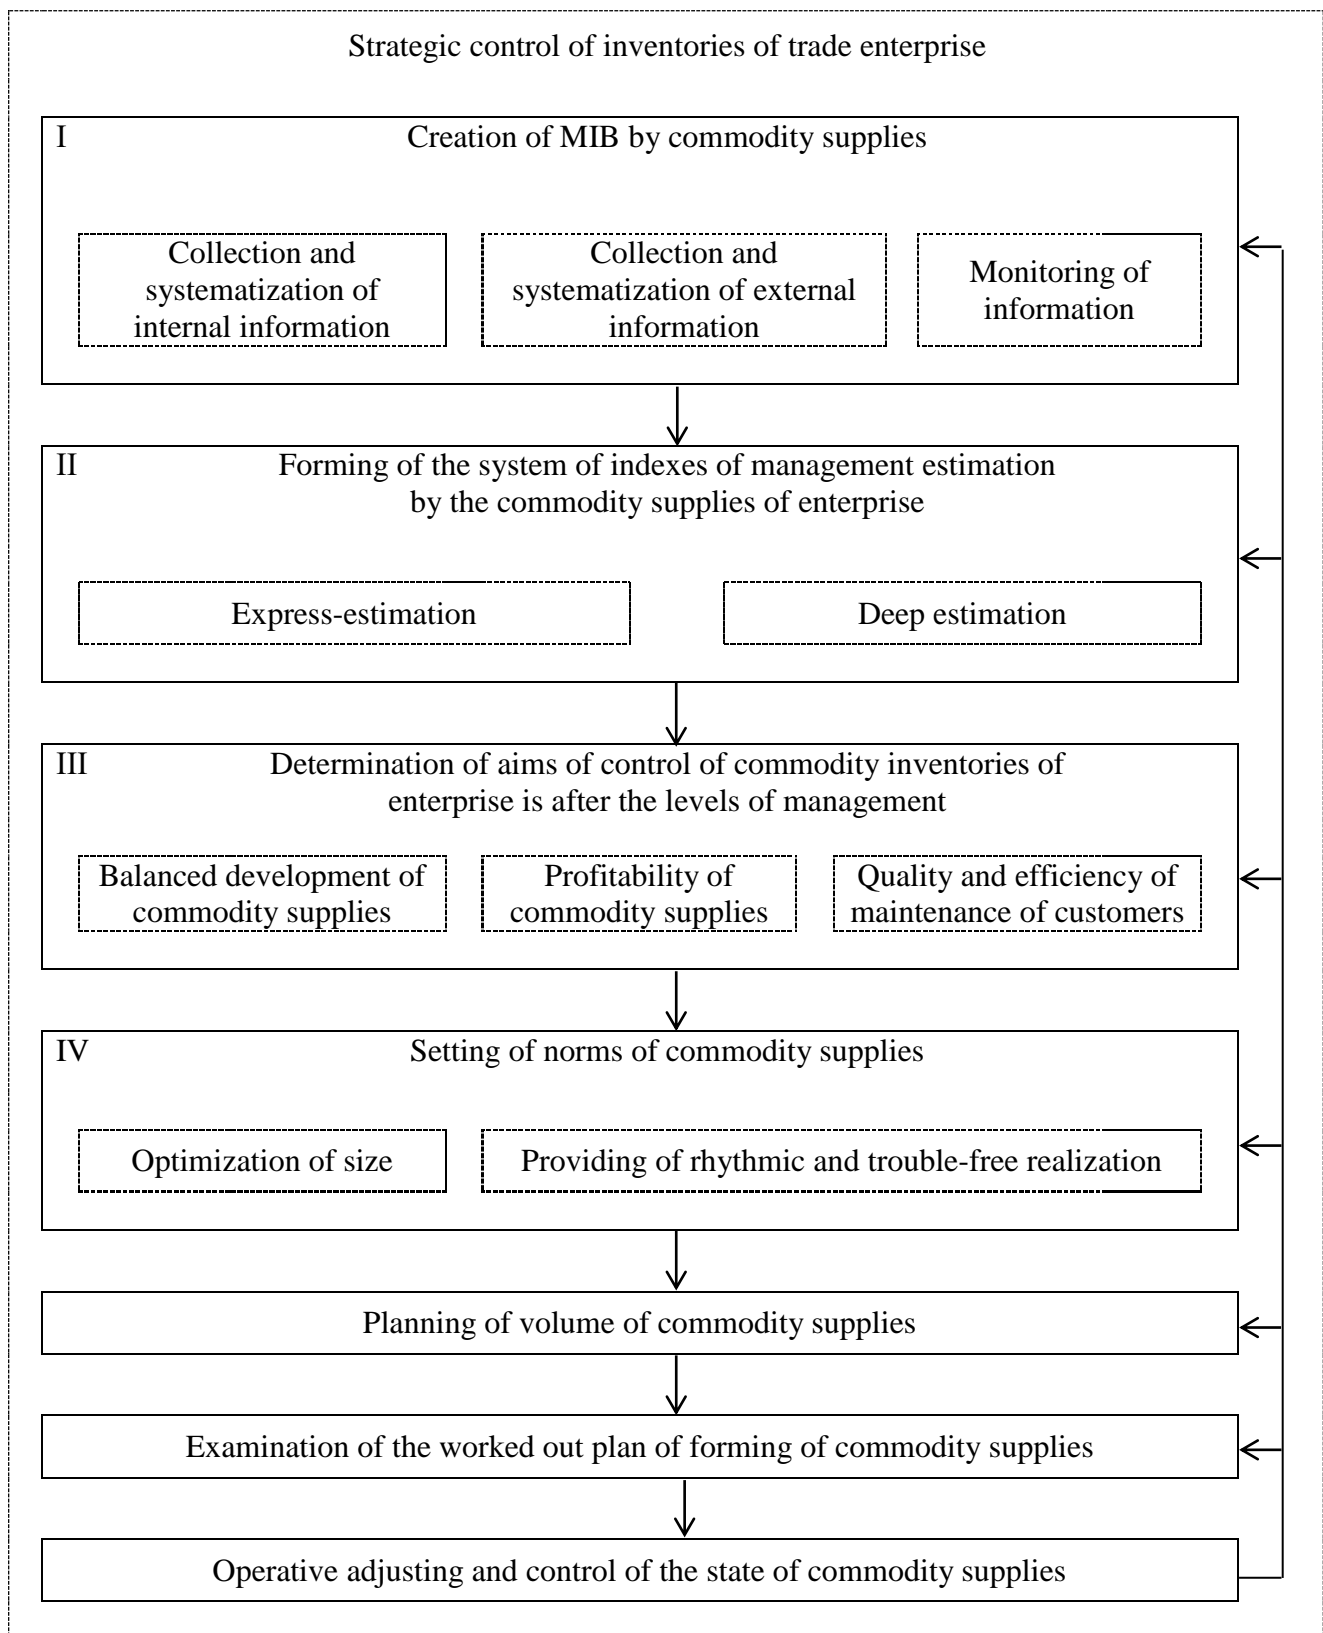 Strategic control of inventories of trade enterprise
I
Creation of MIB by commodity supplies
Collection and
systematization of
internal information
Collection and
systematization of external
information
Monitoring of
information
II
Forming of the system of indexes of management estimation
by the commodity supplies of enterprise
Express-estimation
Deep estimation
III
Determination of aims of control of commodity inventories of
enterprise is after the levels of management
Balanced development of
commodity supplies
Profitability of
commodity supplies
Quality and efficiency of
maintenance of customers
IV
Setting of norms of commodity supplies
Optimization of size
Providing of rhythmic and trouble-free realization
Planning of volume of commodity supplies
Examination of the worked out plan of forming of commodity supplies
Operative adjusting and control of the state of commodity supplies